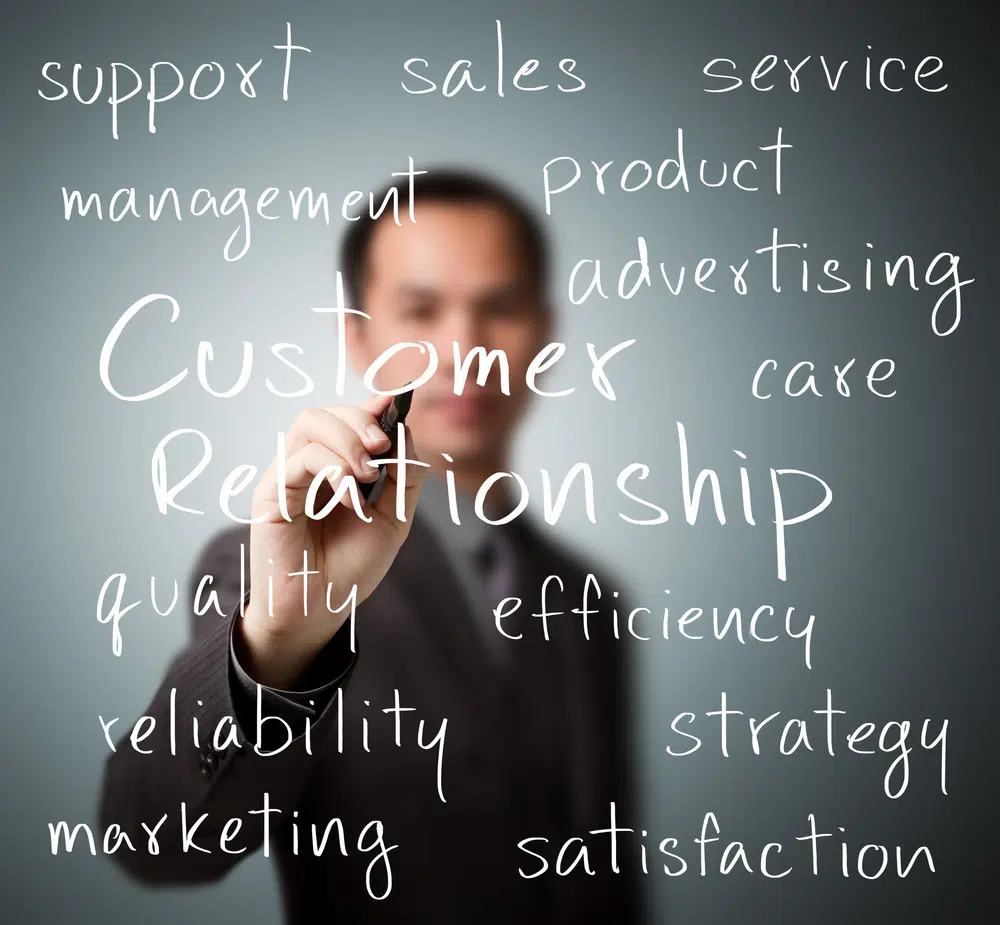 support sales service
management product
advertising
Customer care
Relationship
quality efficiency
reliability strategy
marketing satisfaction